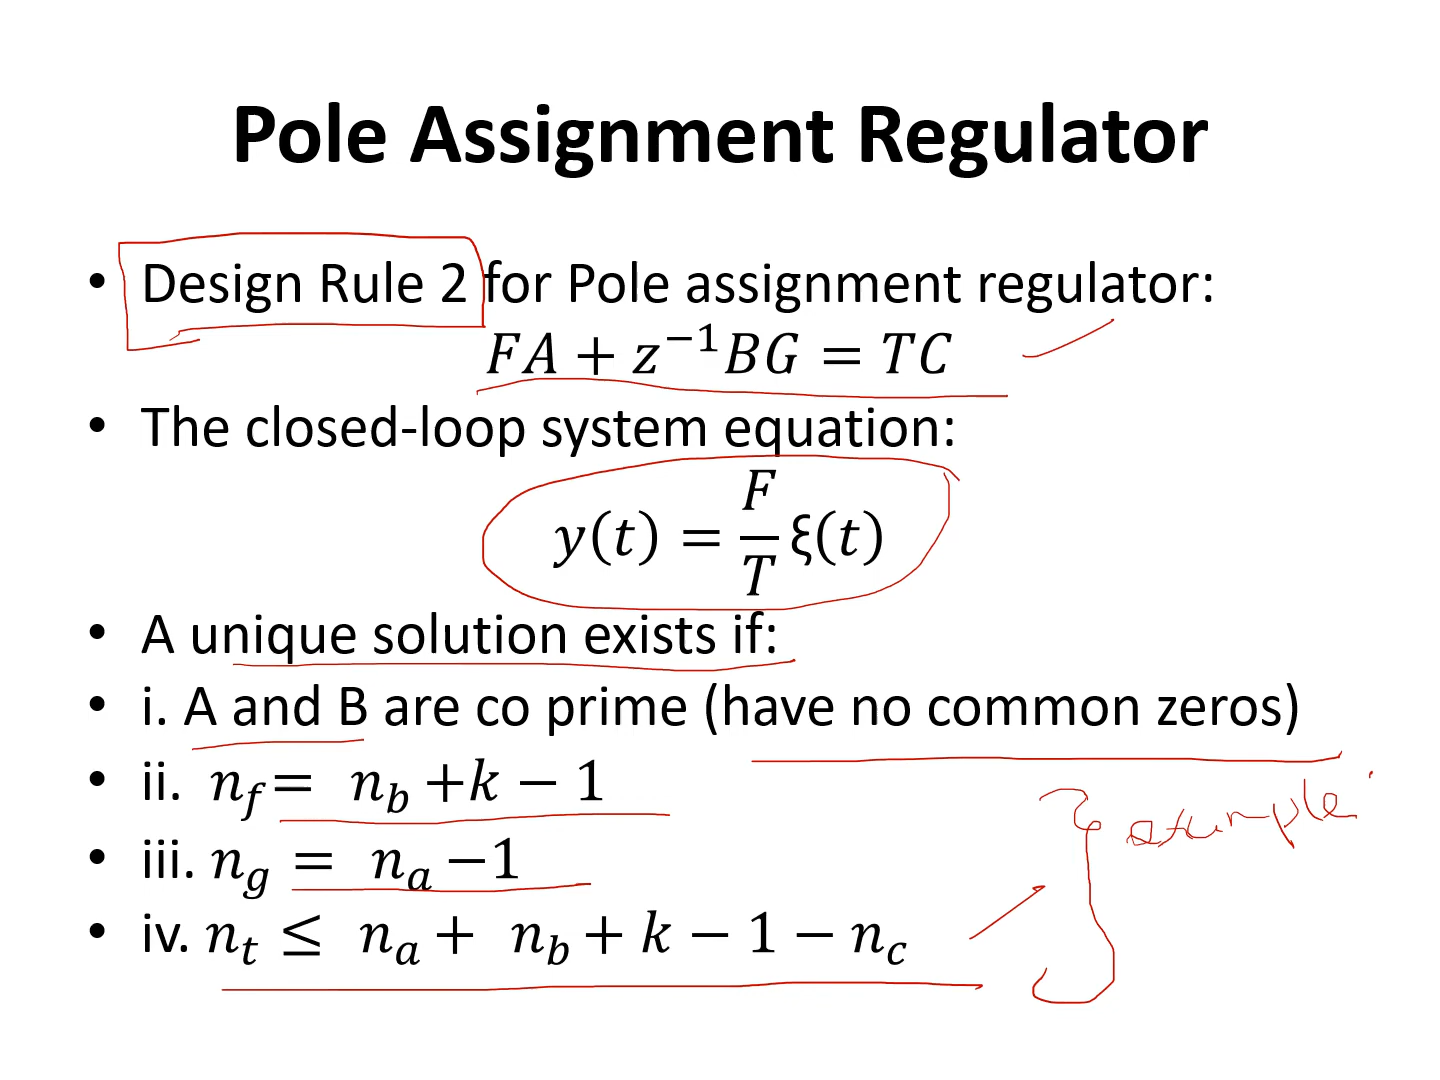 Pole Assignment Regulator
• Design Rule 2 for Pole assignment regulator:
FA + z⁻¹BG = TC
• The closed-loop system equation:
y(t) = F/T ξ(t)
• A unique solution exists if:
• i. A and B are co prime (have no common zeros)
• ii. n_f = n_b + k − 1
example
• iii. n_g = n_a − 1
• iv. n_t ≤ n_a + n_b + k − 1 − n_c